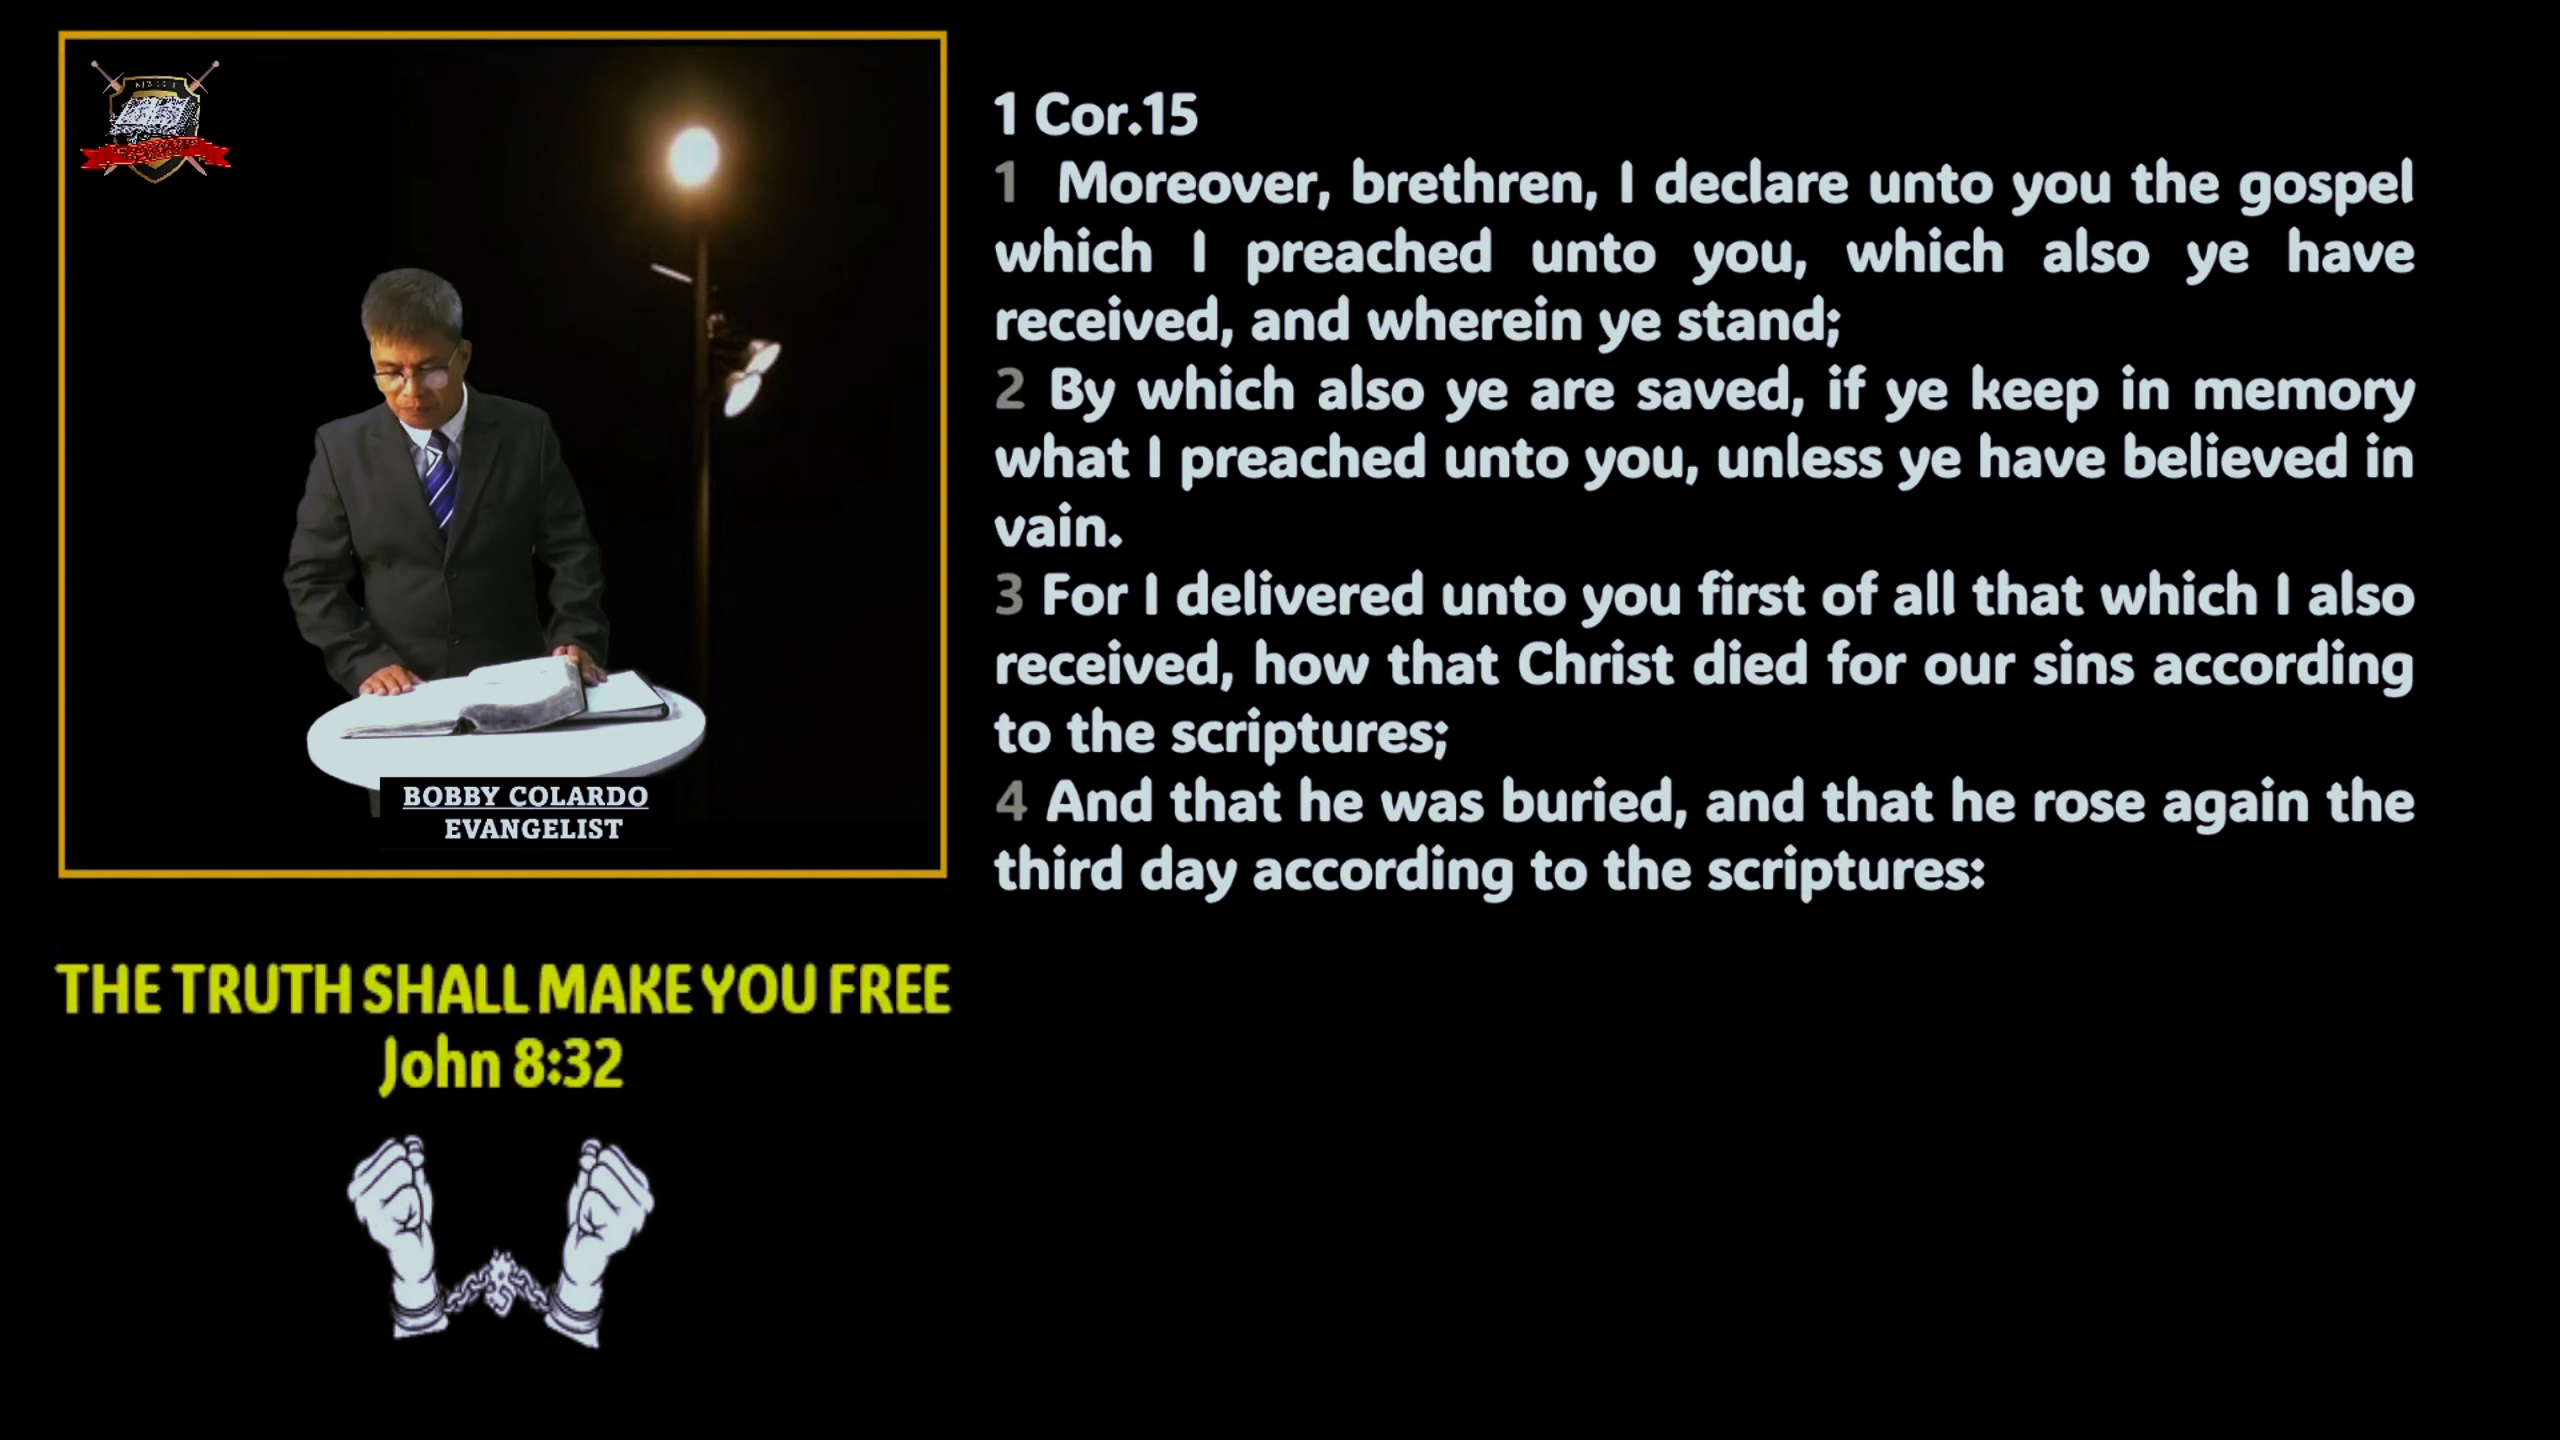 BOBBY COLARDO
EVANGELIST
THE TRUTH SHALL MAKE YOU FREE
John 8:32
1 Cor.15
1 Moreover, brethren, I declare unto you the gospel
which I preached unto you, which also ye have
received, and wherein ye stand;
2 By which also ye are saved, if ye keep in memory
what I preached unto you, unless ye have believed in
vain.
3 For I delivered unto you first of all that which I also
received, how that Christ died for our sins according
to the scriptures;
4 And that he was buried, and that he rose again the
third day according to the scriptures: